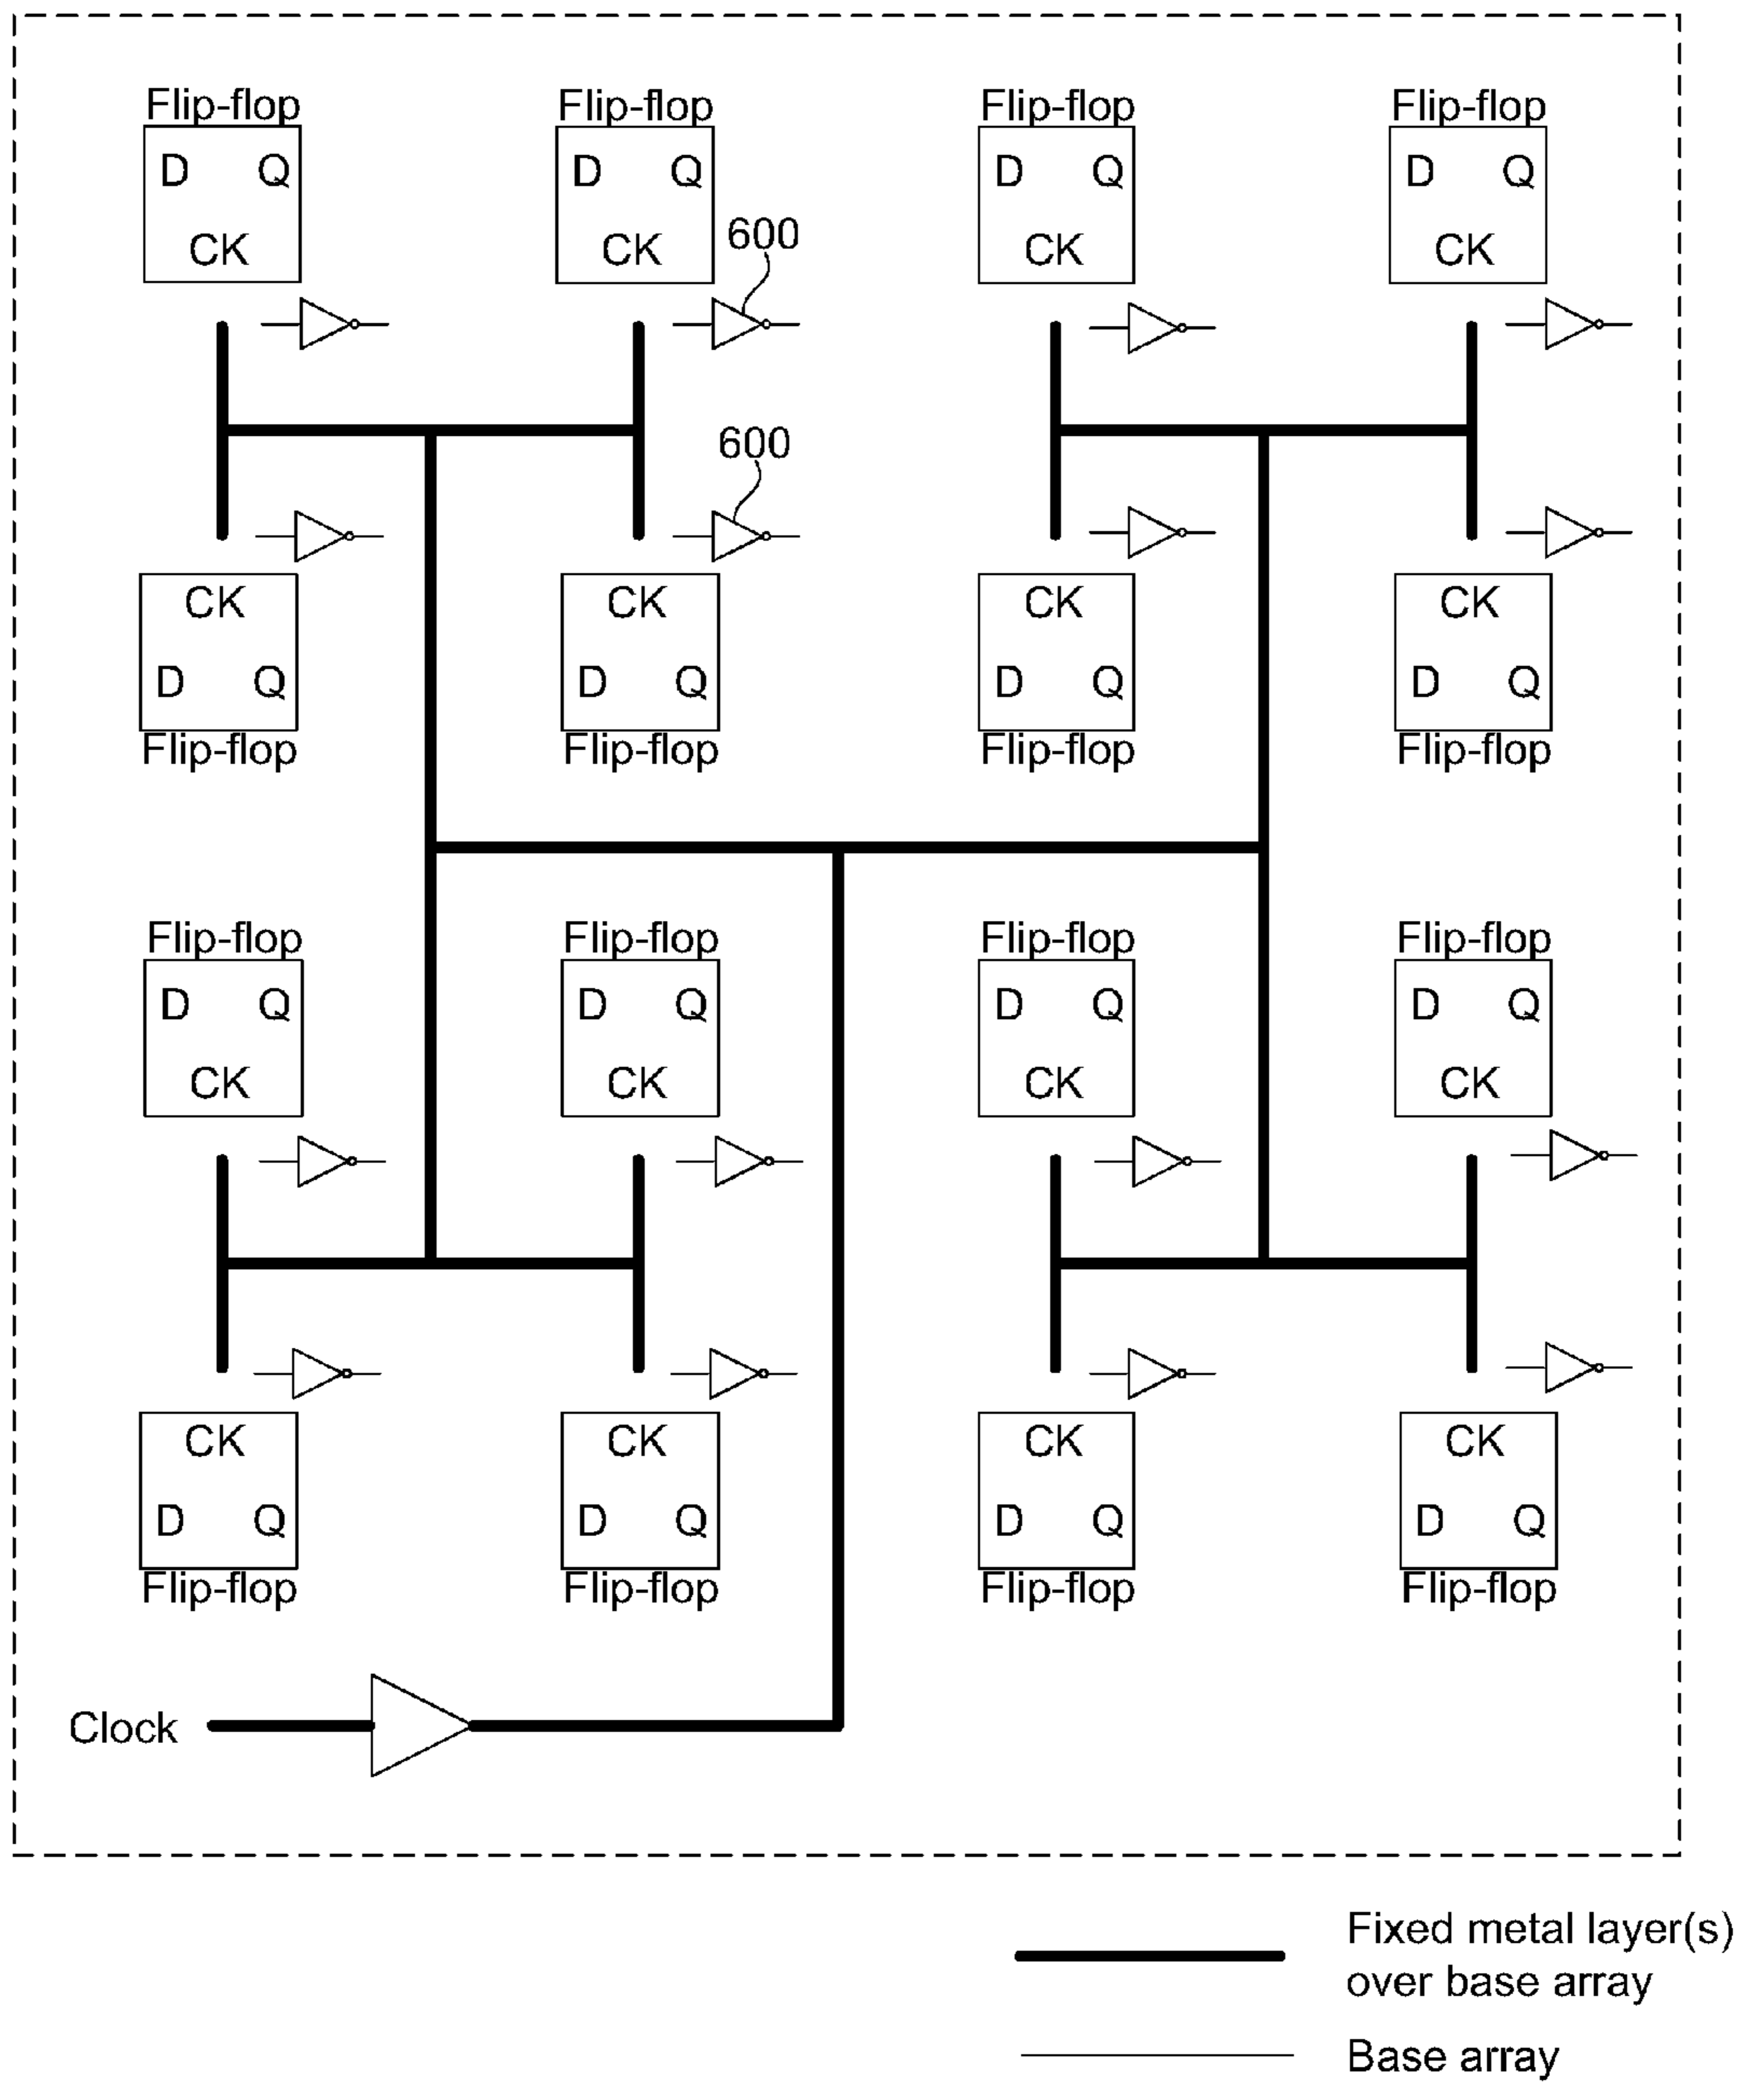 Flip-flop Flip-flop Flip-flop Flip-flop
D Q D Q D Q D Q
CK CK CK CK
600
600
CK CK CK CK
D Q D Q D Q D Q
Flip-flop Flip-flop Flip-flop Flip-flop
Flip-flop Flip-flop Flip-flop Flip-flop
D Q D Q D Q D Q
CK CK CK CK
CK CK CK CK
D Q D Q D Q D Q
Flip-flop Flip-flop Flip-flop Flip-flop
Clock
Fixed metal layer(s)
over base array
Base array